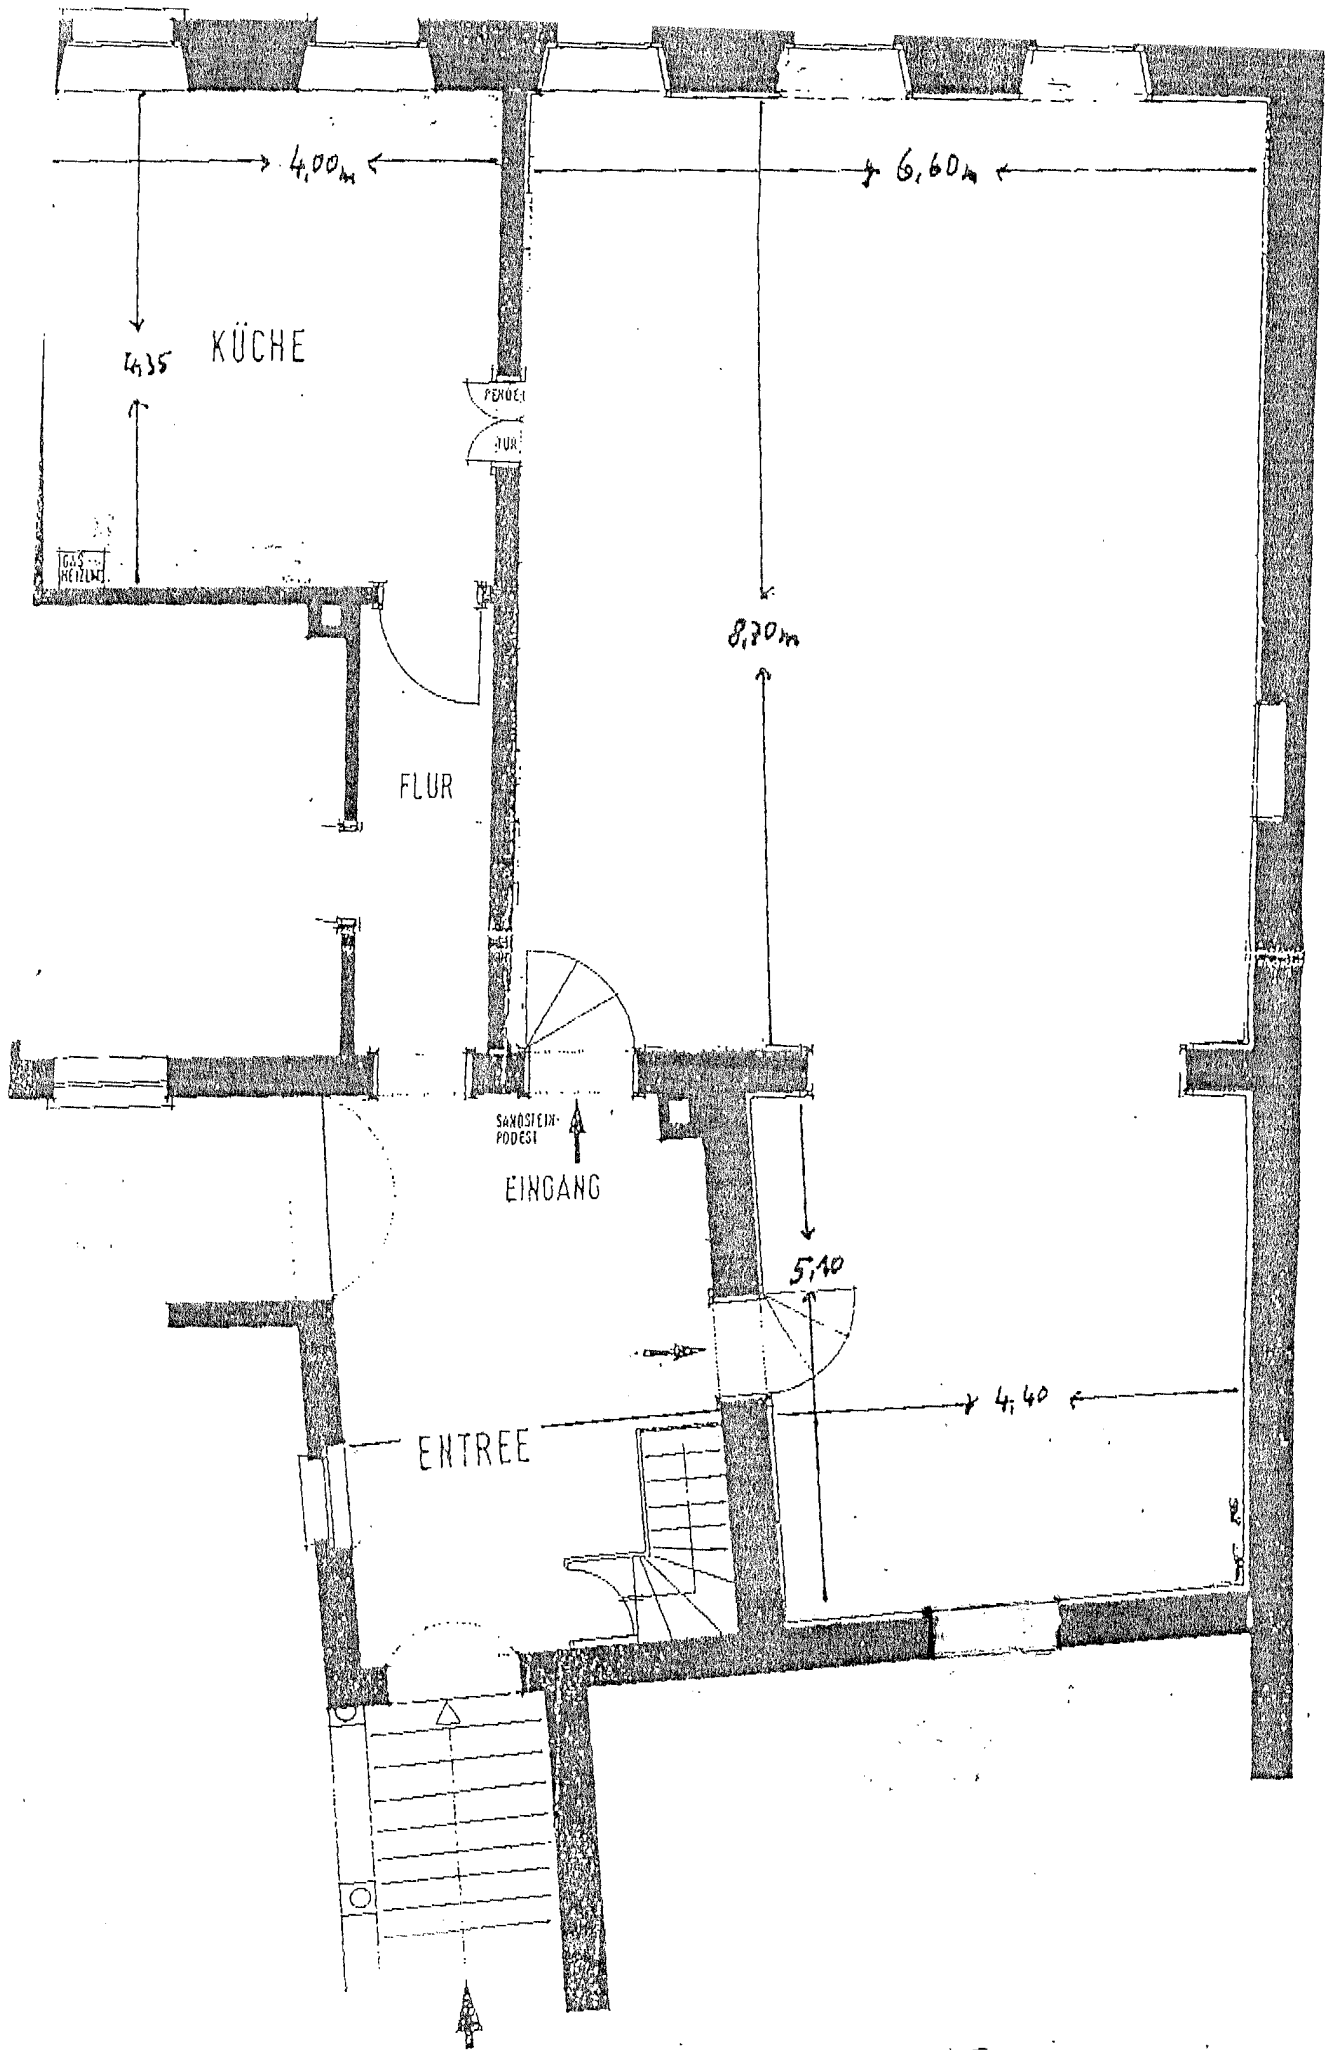 4,00m
6,60m
KÜCHE
4,35
PENDEL
TÜR
GAS
HEIZUNG
8,70m
FLUR
SANDSTEIN-
PODEST
EINGANG
5,10
4,40
ENTREE